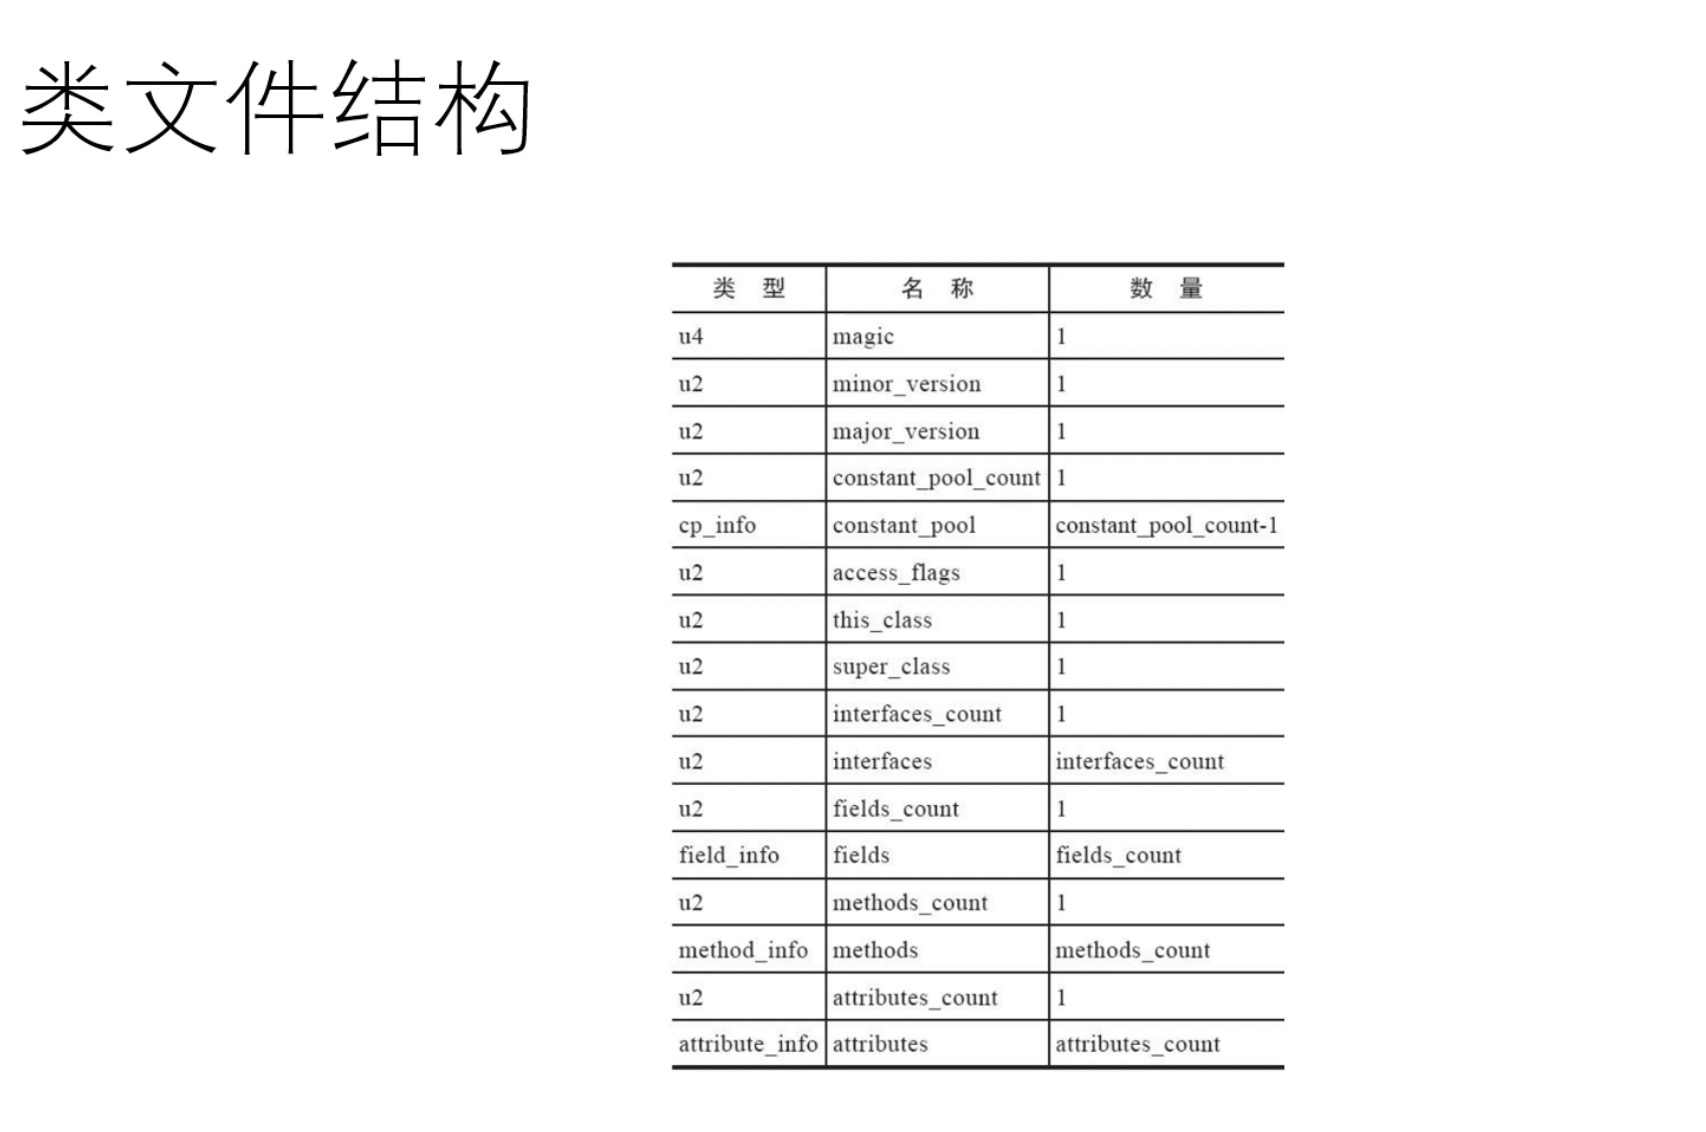 类文件结构
类 型 名 称 数 量
u4 magic 1
u2 minor_version 1
u2 major_version 1
u2 constant_pool_count 1
cp_info constant_pool constant_pool_count-1
u2 access_flags 1
u2 this_class 1
u2 super_class 1
u2 interfaces_count 1
u2 interfaces interfaces_count
u2 fields_count 1
field_info fields fields_count
u2 methods_count 1
method_info methods methods_count
u2 attributes_count 1
attribute_info attributes attributes_count